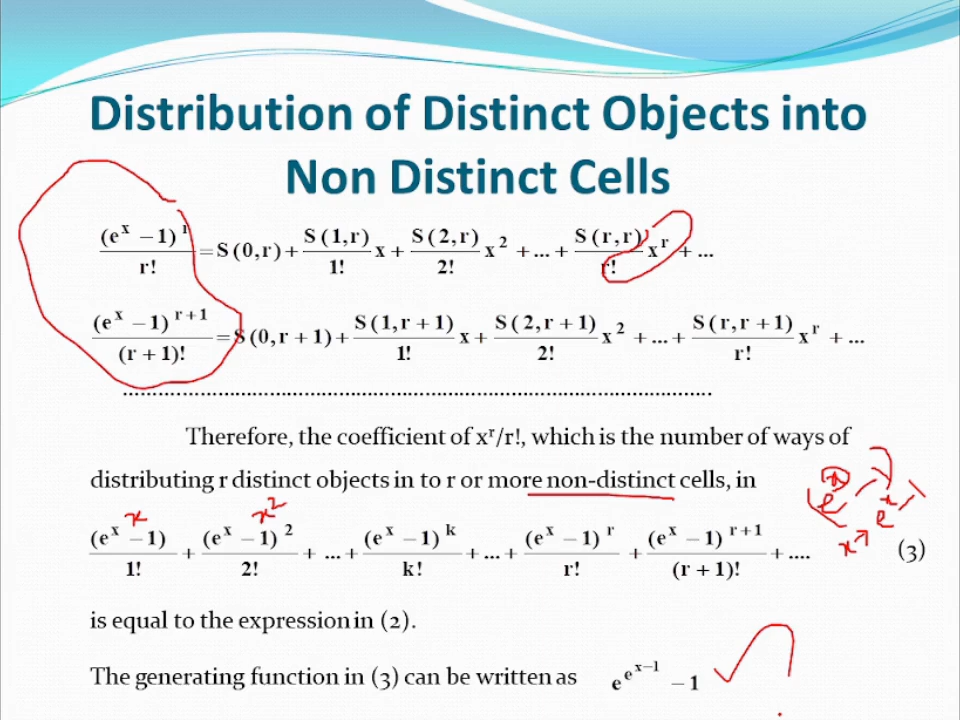 Distribution of Distinct Objects into
Non Distinct Cells
(e^x − 1)^r / r! = S(0,r) + S(1,r)/1! x + S(2,r)/2! x^2 + ... + S(r,r)/r! x^r + ...
(e^x − 1)^(r+1) / (r+1)! = S(0,r+1) + S(1,r+1)/1! x + S(2,r+1)/2! x^2 + ... + S(r,r+1)/r! x^r + ...
Therefore, the coefficient of x^r/r!, which is the number of ways of
distributing r distinct objects in to r or more non-distinct cells, in
x x^2
(e^x − 1)/1! + (e^x − 1)^2/2! + ... + (e^x − 1)^k/k! + ... + (e^x − 1)^r/r! + (e^x − 1)^(r+1)/(r+1)! + .... (3)
is equal to the expression in (2).
The generating function in (3) can be written as e^(e^(x−1)) − 1